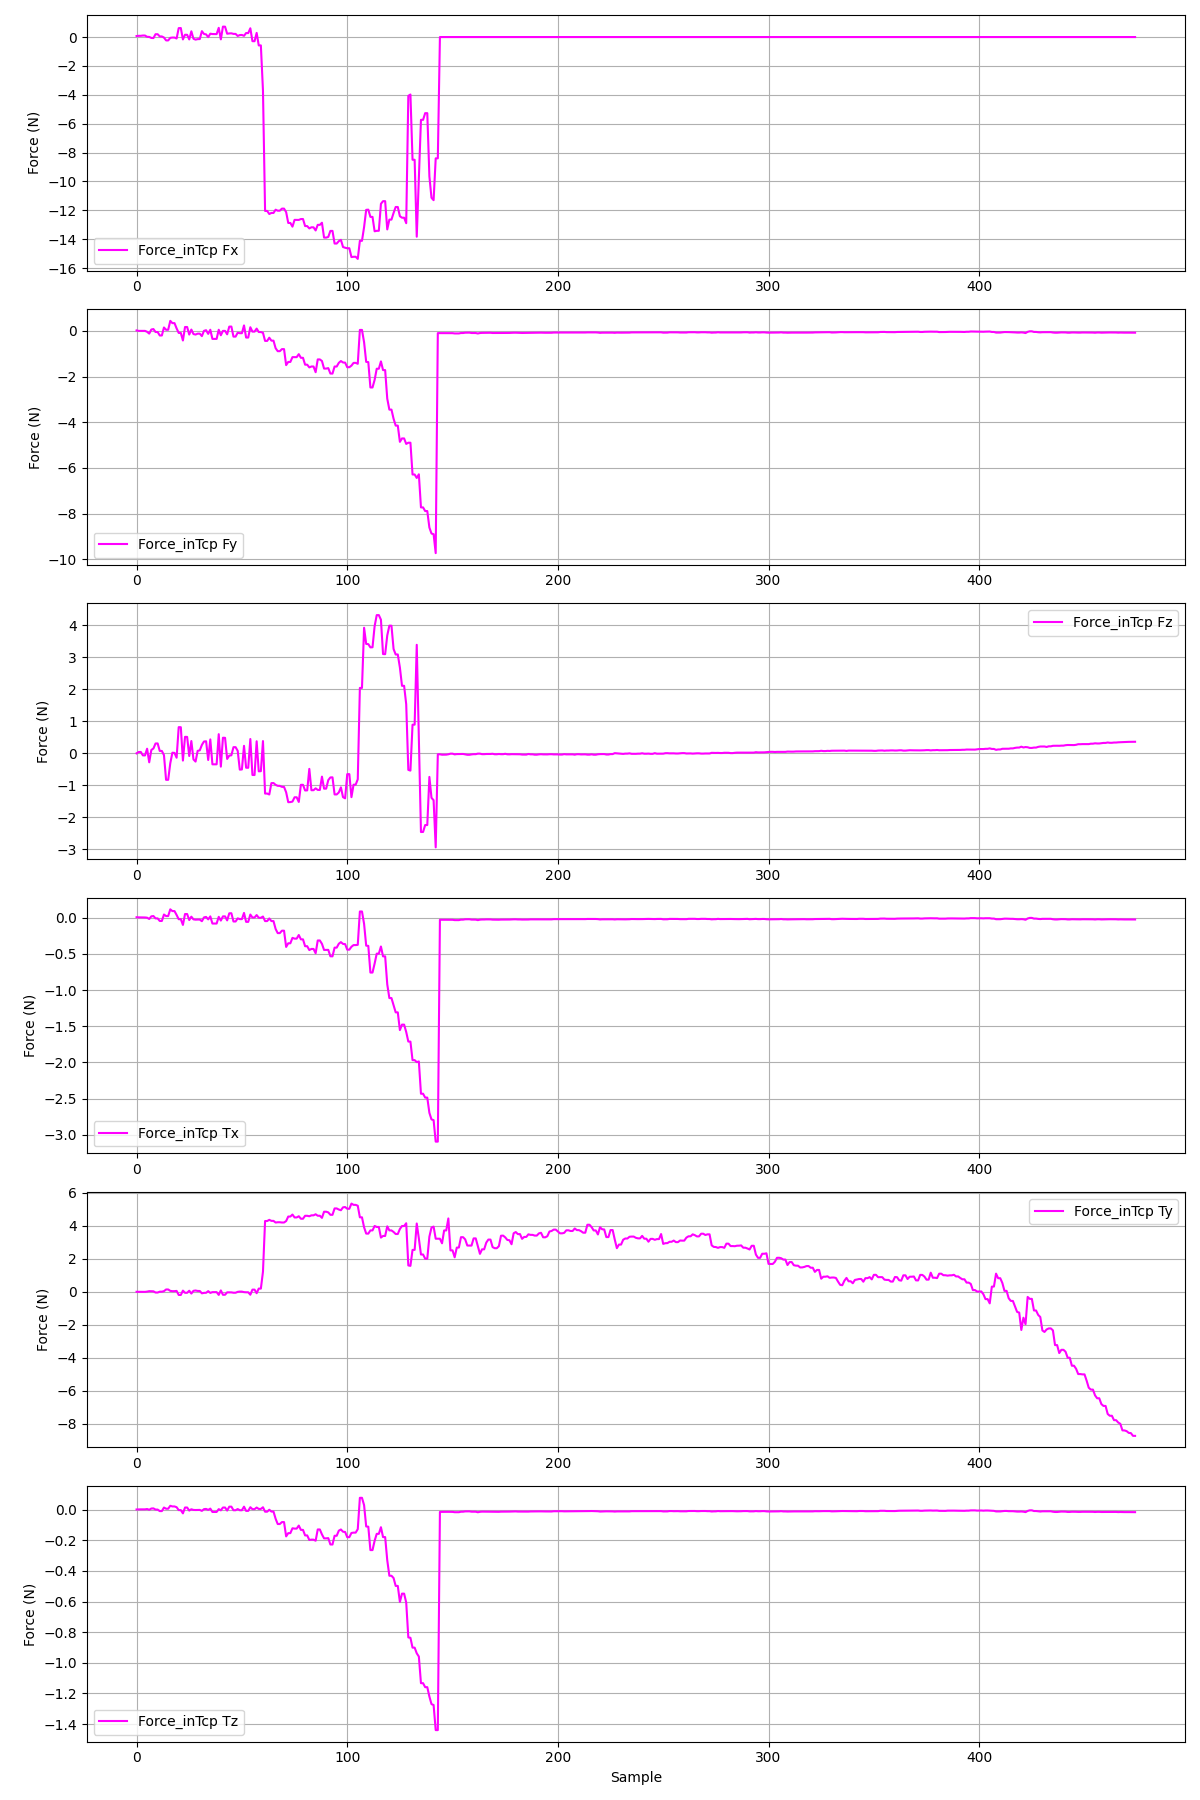 0
−2
−4
−6
−8
−10
−12
−14
−16
Force (N)
Force_inTcp Fx
0 100 200 300 400
0
−2
−4
−6
−8
−10
Force (N)
Force_inTcp Fy
0 100 200 300 400
4
3
2
1
0
−1
−2
−3
Force (N)
Force_inTcp Fz
0 100 200 300 400
0.0
−0.5
−1.0
−1.5
−2.0
−2.5
−3.0
Force (N)
Force_inTcp Tx
0 100 200 300 400
6
4
2
0
−2
−4
−6
−8
Force (N)
Force_inTcp Ty
0 100 200 300 400
0.0
−0.2
−0.4
−0.6
−0.8
−1.0
−1.2
−1.4
Force (N)
Force_inTcp Tz
0 100 200 300 400
Sample